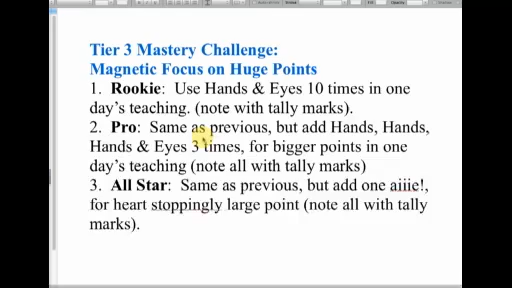 Tier 3 Mastery Challenge:
Magnetic Focus on Huge Points
1. Rookie: Use Hands & Eyes 10 times in one
day's teaching. (note with tally marks).
2. Pro: Same as previous, but add Hands, Hands,
Hands & Eyes 3 times, for bigger points in one
day's teaching (note all with tally marks)
3. All Star: Same as previous, but add one aiiie!,
for heart stoppingly large point (note all with tally
marks).